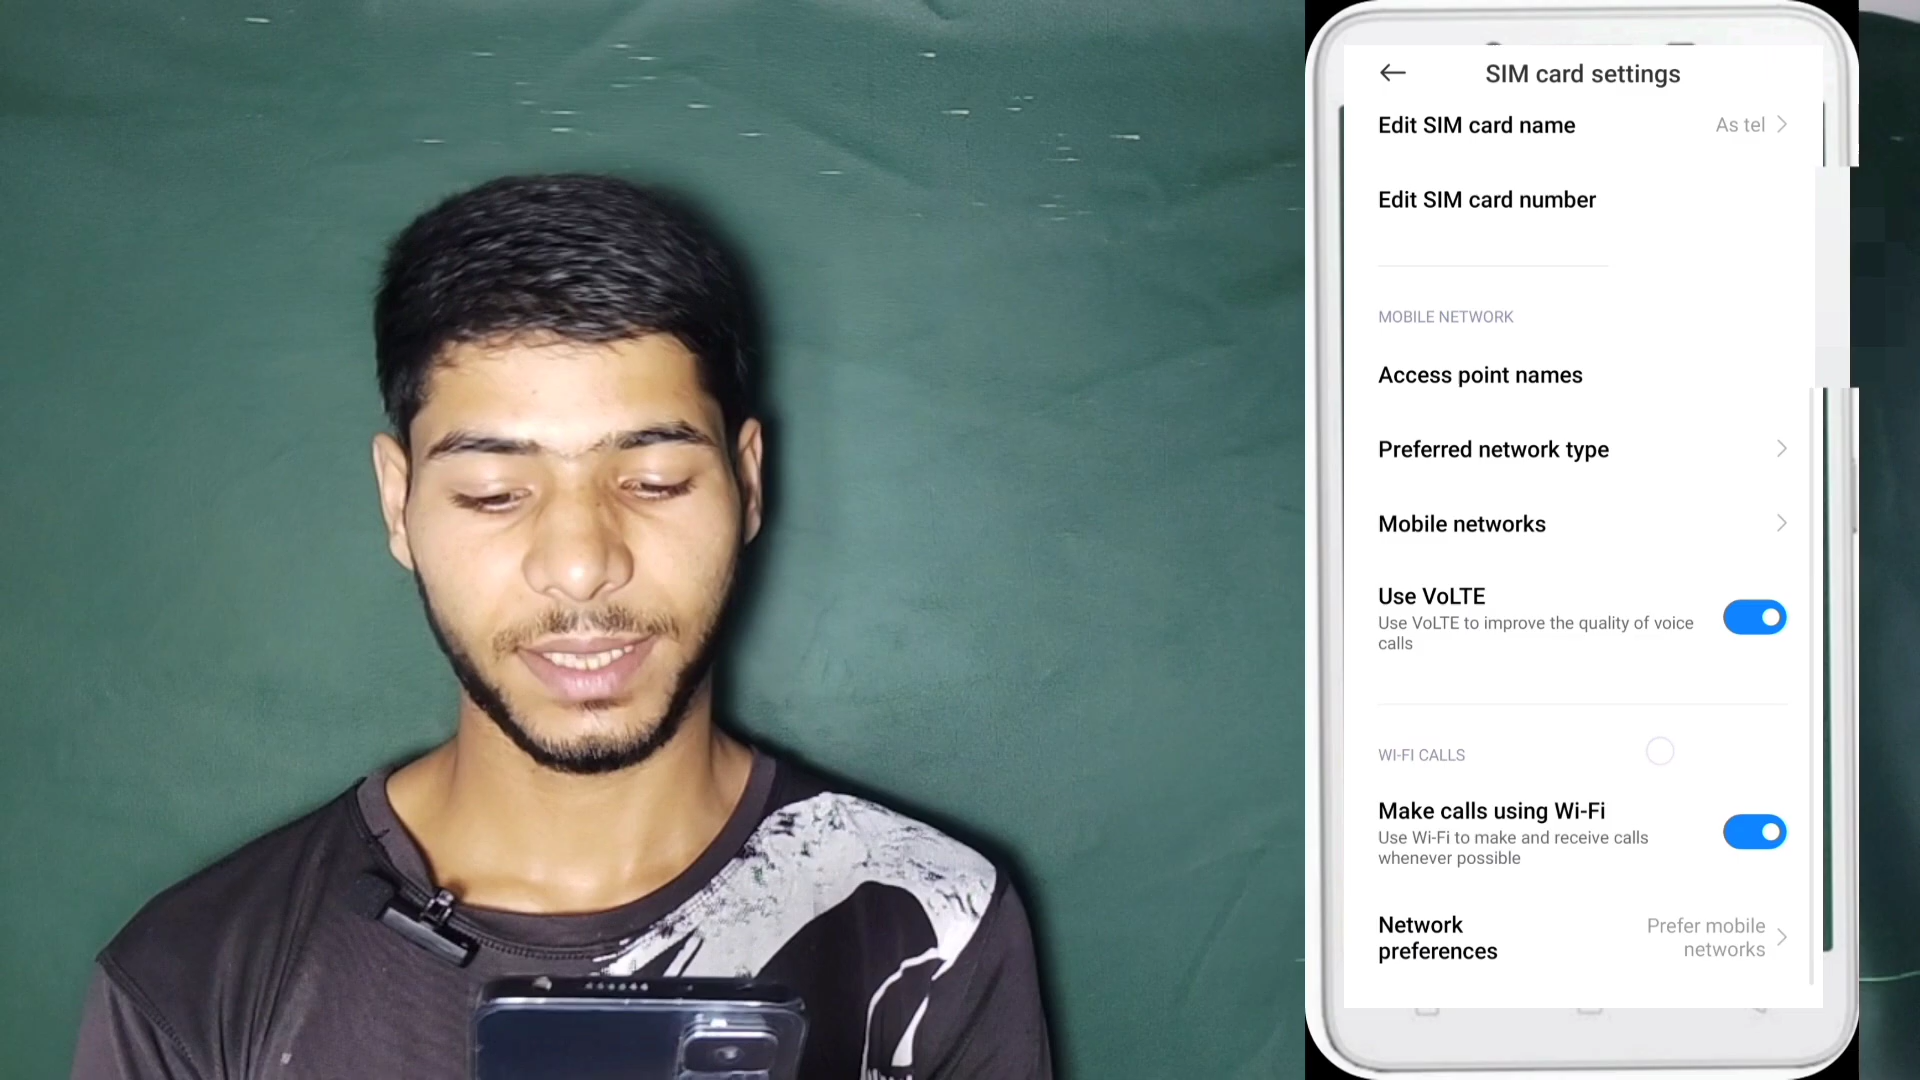 SIM card settings
Edit SIM card name
As tel
Edit SIM card number
MOBILE NETWORK
Access point names
Preferred network type
Mobile networks
Use VoLTE
Use VoLTE to improve the quality of voice
calls
WI-FI CALLS
Make calls using Wi-Fi
Use Wi-Fi to make and receive calls
whenever possible
Network
preferences
Prefer mobile
networks